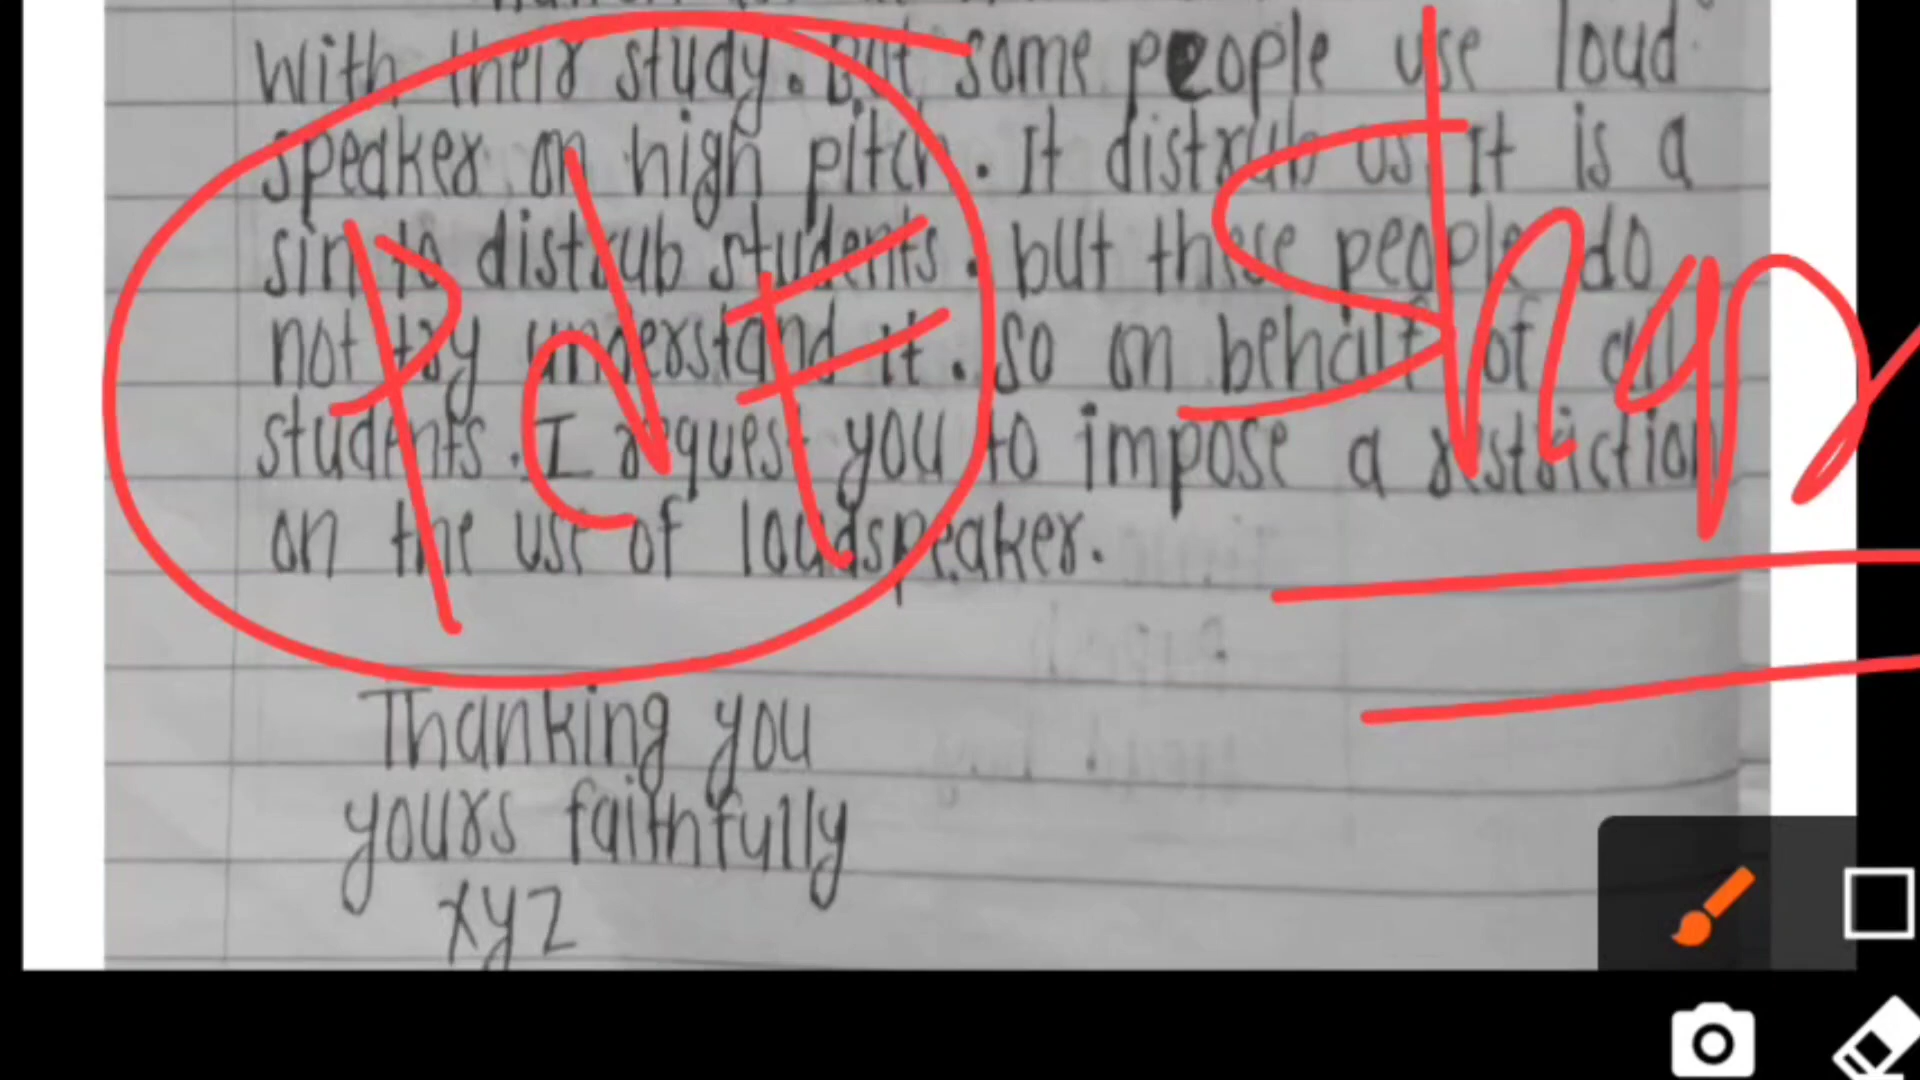 with their study. But some people use loud
speaker on high pitch. It distrub us. It is a
sin to distrub students. but these people do
not try understand it. so on behalf of all
students. I request you to impose a restriction
on the use of loudspeaker.
Thanking you
yours faithfully
xyz
Pdf